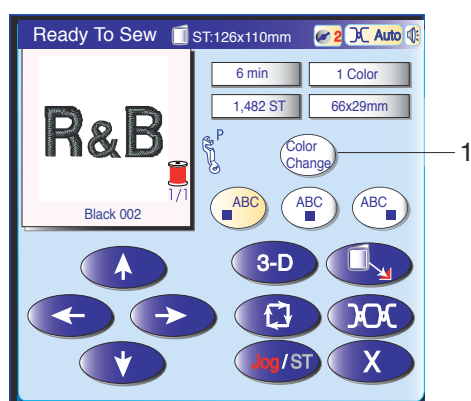 Ready To Sew ST:126x110mm 2 Auto
6 min 1 Color
1,482 ST 66x29mm
R&B
P
Color
Change
1
1/1
Black 002
ABC ABC ABC
3-D
Jog/ST X